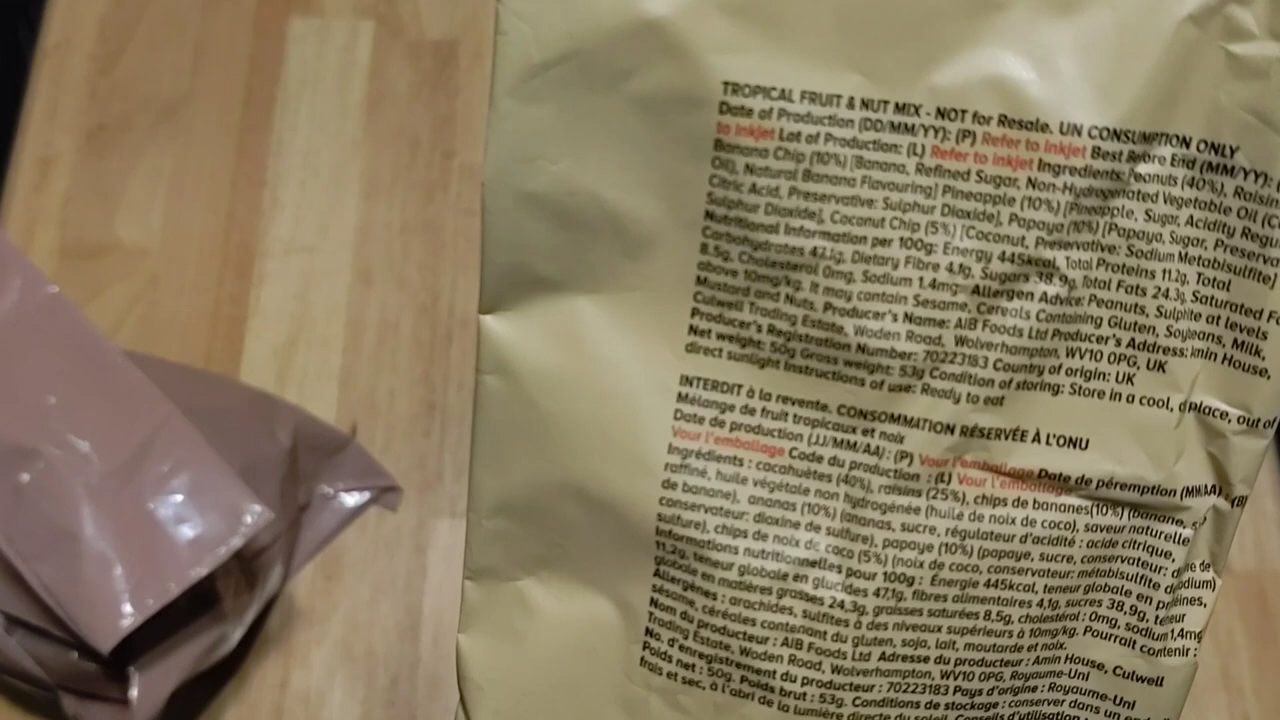 TROPICAL FRUIT & NUT MIX - NOT for Resale. UN CONSUMPTION ONLY
Date of Production (DD/MM/YY): (P) Refer to Inkjet Best Before End (MM/YY):
to Inkjet Lot of Production: (L) Refer to Inkjet Ingredients: Peanuts (40%), Raisin
Banana Chip (10%) [Banana, Refined Sugar, Non-Hydrogenated Vegetable Oil (C
Oil), Natural Banana Flavouring] Pineapple (10%) [Pineapple, Sugar, Acidity Regu
Citric Acid, Preservative: Sulphur Dioxide], Papaya (10%) [Papaya, Sugar, Preserva
Sulphur Dioxide], Coconut Chip (5%) [Coconut, Preservative: Sodium Metabisulfite]
Nutritional Information per 100g: Energy 445kcal, Total Proteins 11.2g, Total
Carbohydrates 47.1g, Dietary Fibre 4.1g, Sugars 38.9g, Total Fats 24.3g, Saturated F
8.5g, Cholesterol 0mg, Sodium 1.4mg Allergen Advice: Peanuts, Sulphite at levels
above 10mg/kg. It may contain Sesame, Cereals Containing Gluten, Soybeans, Milk,
Mustard and Nuts. Producer's Name: AIB Foods Ltd Producer's Address: Amin House,
Culwell Trading Estate, Woden Road, Wolverhampton, WV10 0PG, UK
Producer's Registration Number: 70223183 Country of origin: UK
Net weight: 50g Gross weight: 53g Condition of storing: Store in a cool, d place, out of
direct sunlight Instructions of use: Ready to eat
INTERDIT à la revente. CONSOMMATION RÉSERVÉE À L'ONU
Mélange de fruit tropicaux et noix
Date de production (JJ/MM/AA) : (P) Vour l'emballage Date de péremption (MM/AA) : (B)
Vour l'emballage Code du production : (L) Vour l'emballage
Ingrédients : cacahuètes (40%), raisins (25%), chips de bananes(10%) (banane,
raffiné, huile végétale non hydrogénée (huile de noix de coco), saveur naturelle
de banane), ananas (10%) (ananas, sucre, régulateur d'acidité : acide citrique,
conservateur: dioxine de sulfure), papaye (10%) (papaye, sucre, conservateur: d ne de
sulfure), chips de noix de coco (5%) (noix de coco, conservateur: métabisulfite de sodium)
Informations nutritionnelles pour 100g : Énergie 445kcal, teneur globale en protéines,
11,2g, teneur globale en glucides 47,1g, fibres alimentaires 4,1g, sucres 38,9g, teneur
globale en matières grasses 24,3g, graisses saturées 8,5g, cholestérol : 0mg, sodium 1,4mg
Allergènes : arachides, sulfites à des niveaux supérieurs à 10mg/kg. Pourrait contenir :
sésame, céréales contenant du gluten, soja, lait, moutarde et noix.
Nom du producteur : AIB Foods Ltd Adresse du producteur : Amin House, Culwell
Trading Estate, Woden Road, Wolverhampton, WV10 0PG, Royaume-Uni
No. d'enregistrement du producteur : 70223183 Pays d'origine : Royaume-Uni
Poids net : 50g. Poids brut : 53g. Conditions de stockage : conserver dans un
frais et sec, à l'abri de la lumière directe du soleil. Conseils d'utilisation